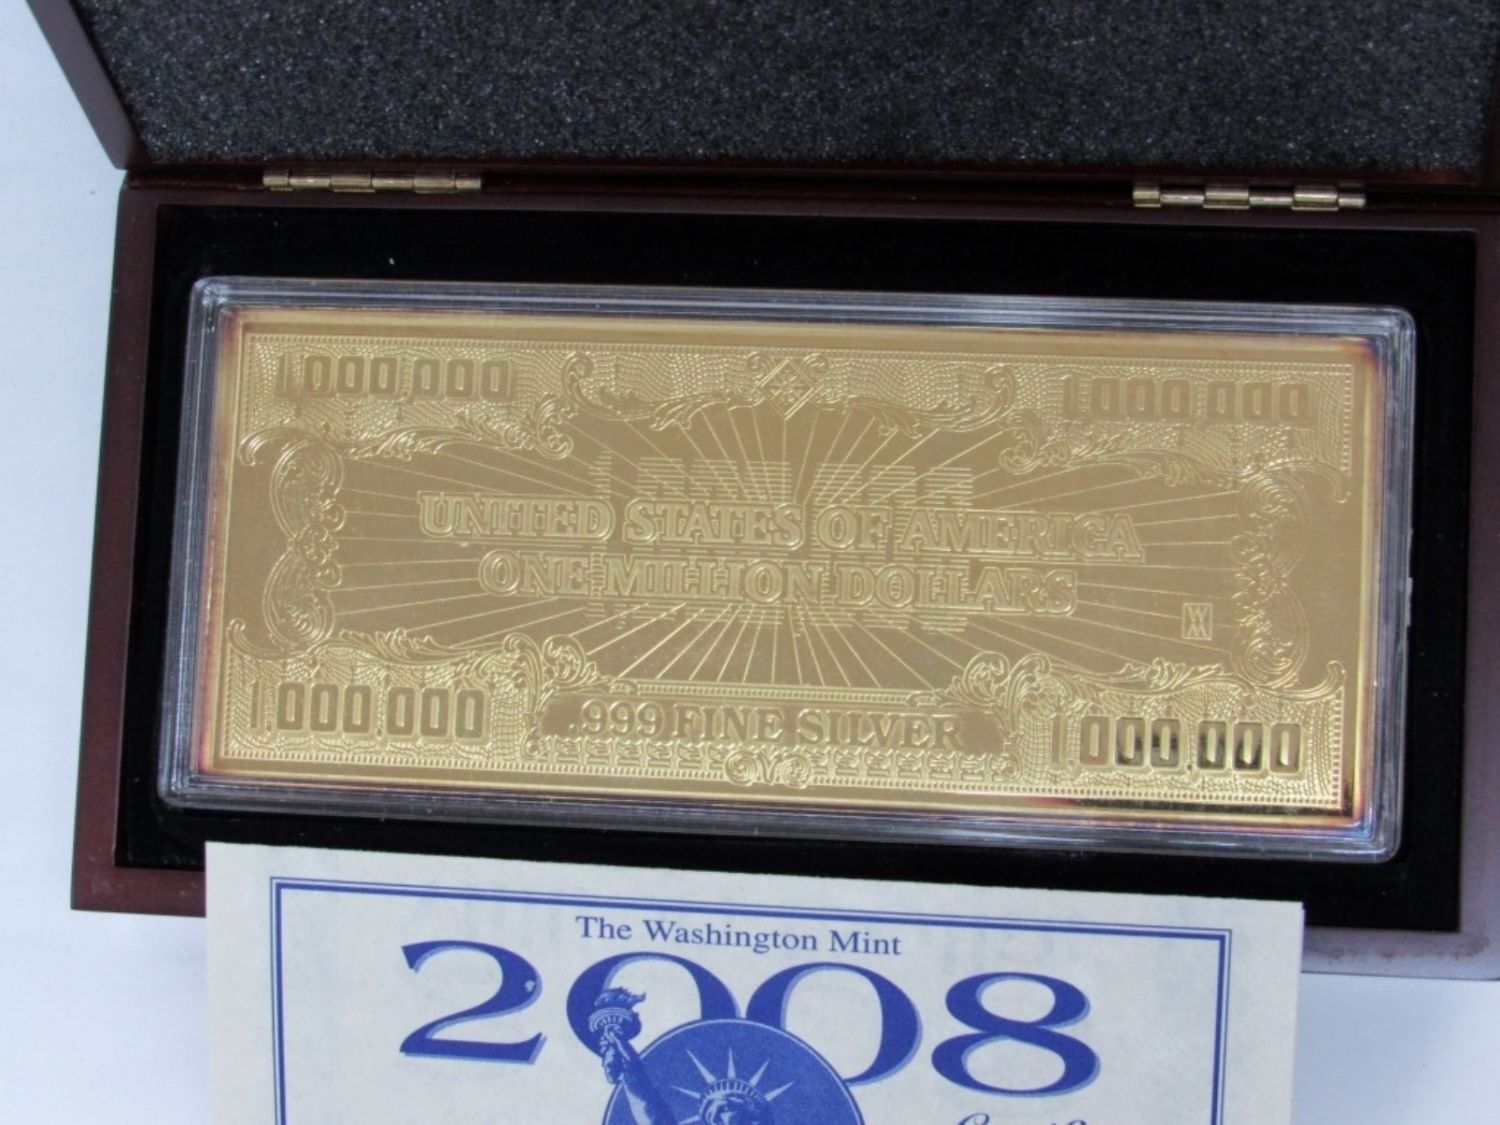 1,000,000 1,000,000
UNITED STATES OF AMERICA
ONE MILLION DOLLARS
1,000,000 .999 FINE SILVER 1,000,000
The Washington Mint
2008